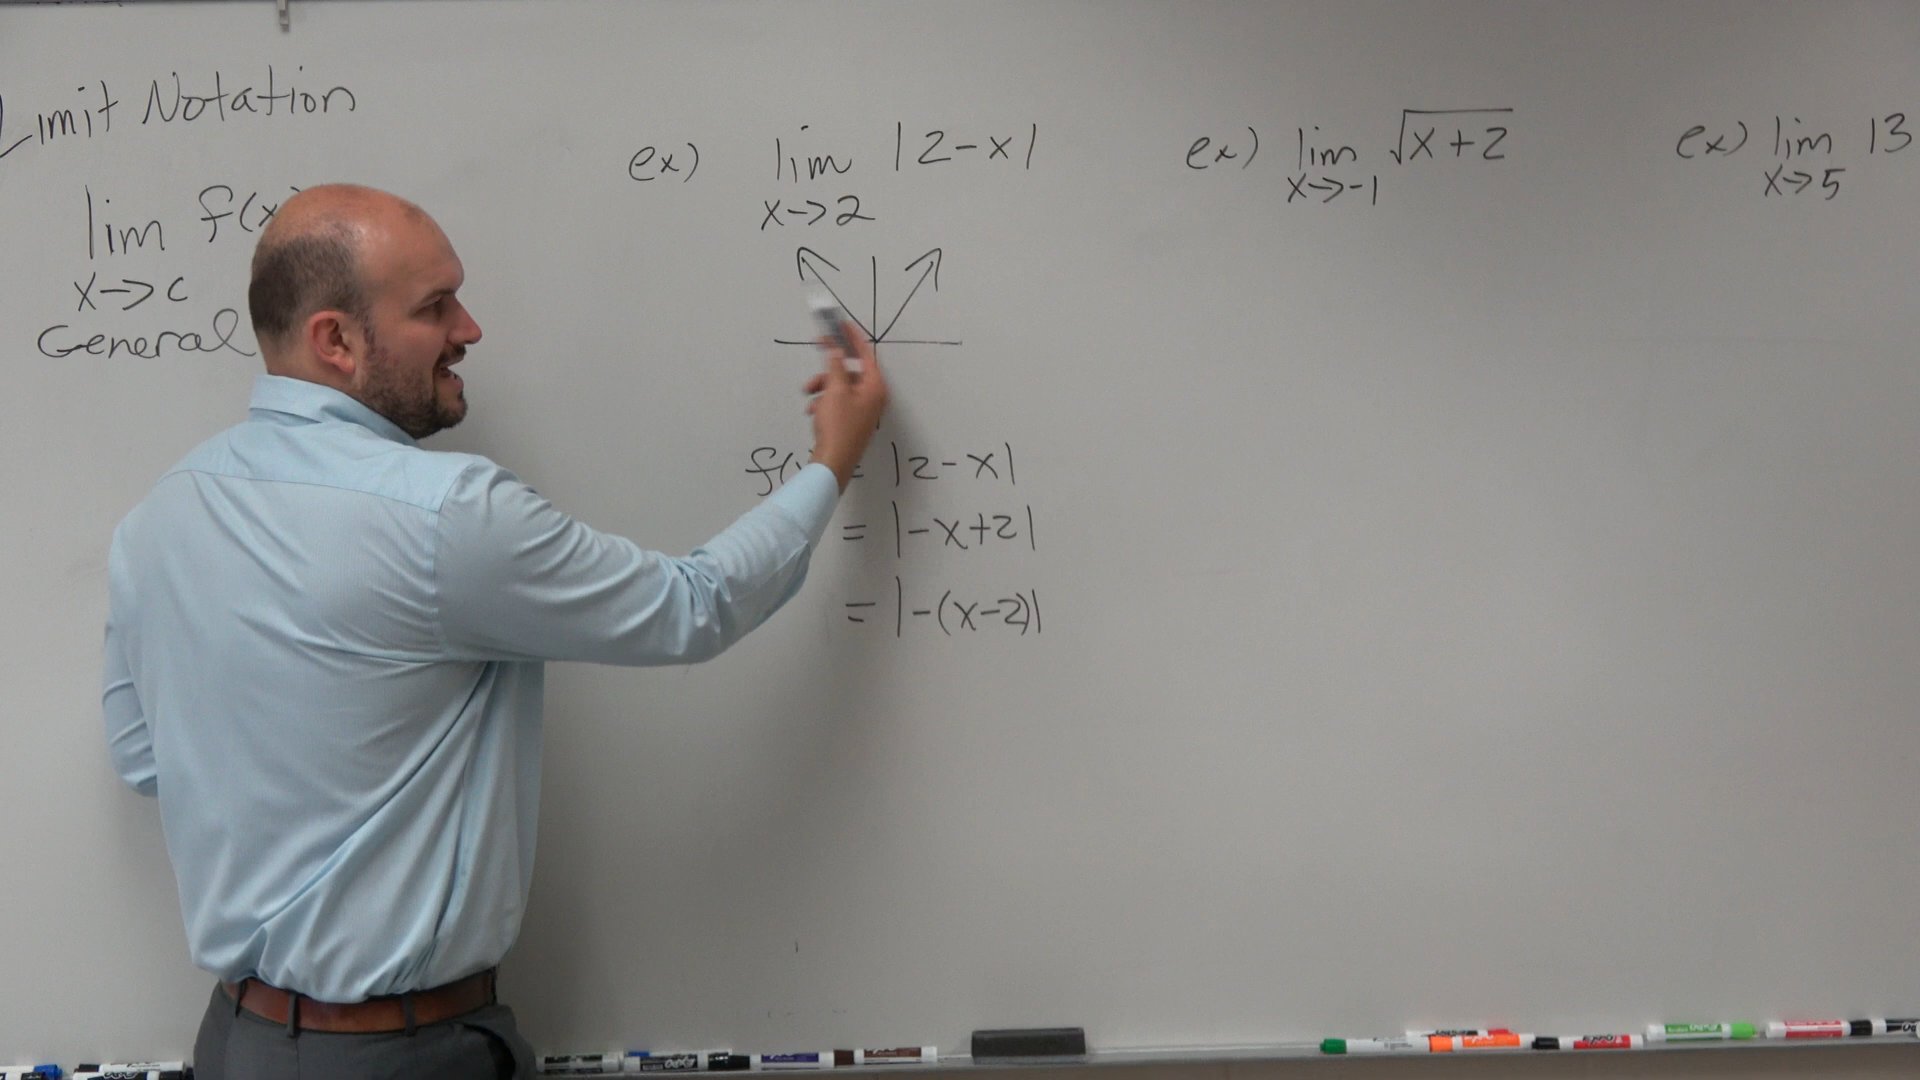 Limit Notation
lim f(x
x→c
General
ex) lim |2-x|
x→2
f( = |2-x|
= |-x+2|
= |-(x-2)|
ex) lim √x+2
x→-1
ex) lim 13
x→5